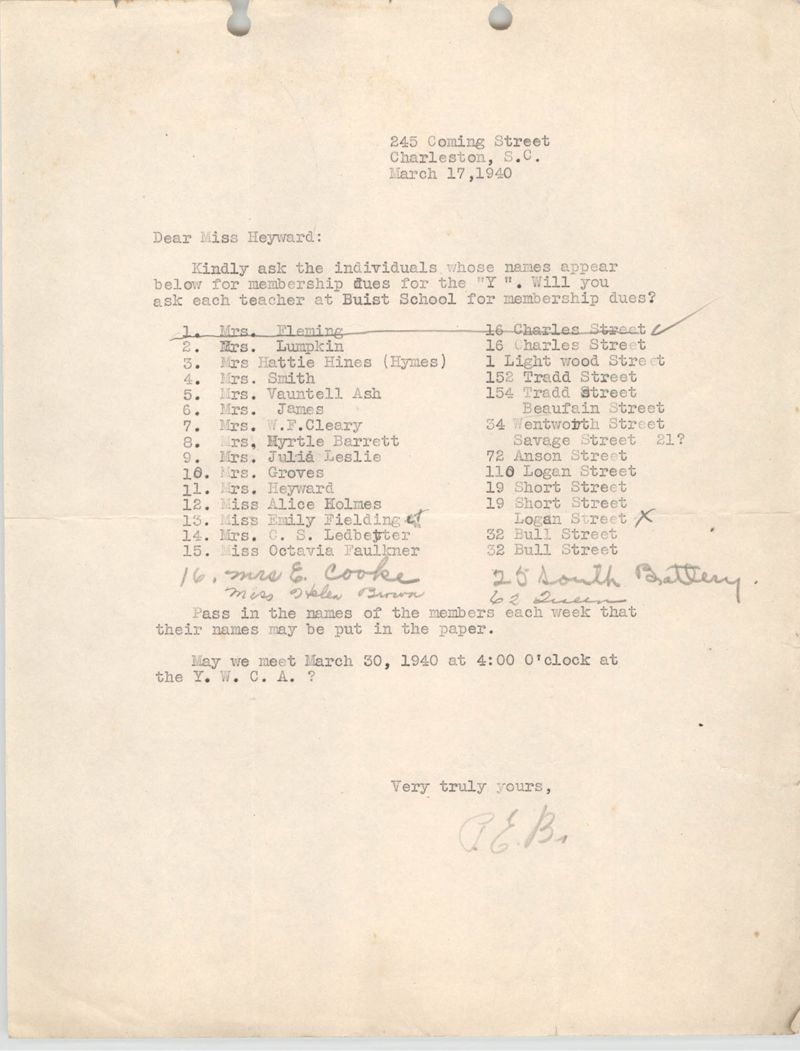 245 Coming Street
Charleston, S.C.
March 17,1940
Dear Miss Heyward:
Kindly ask the individuals whose names appear
below for membership dues for the "Y ". Will you
ask each teacher at Buist School for membership dues?
1. Mrs. Fleming 16 Charles Street
2. Mrs. Lumpkin 16 Charles Street
3. Mrs Hattie Hines (Hymes) 1 Light wood Street
4. Mrs. Smith 152 Tradd Street
5. Mrs. Vauntell Ash 154 Tradd Street
6. Mrs. James Beaufain Street
7. Mrs. W.F.Cleary 34 Wentworth Street
8. Mrs. Myrtle Barrett Savage Street 21?
9. Mrs. Julia Leslie 72 Anson Street
10. Mrs. Groves 110 Logan Street
11. Mrs. Heyward 19 Short Street
12. Miss Alice Holmes 19 Short Street
13. Miss Emily Fielding Logan Street X
14. Mrs. C. S. Ledbetter 32 Bull Street
15. Miss Octavia Faulkner 32 Bull Street
16. Mrs E. Cooke 25 South Battery.
Miss Helen Brown 62 Queen
Pass in the names of the members each week that
their names may be put in the paper.
May we meet March 30, 1940 at 4:00 O'clock at
the Y. W. C. A. ?
Very truly yours,
P.E.B.